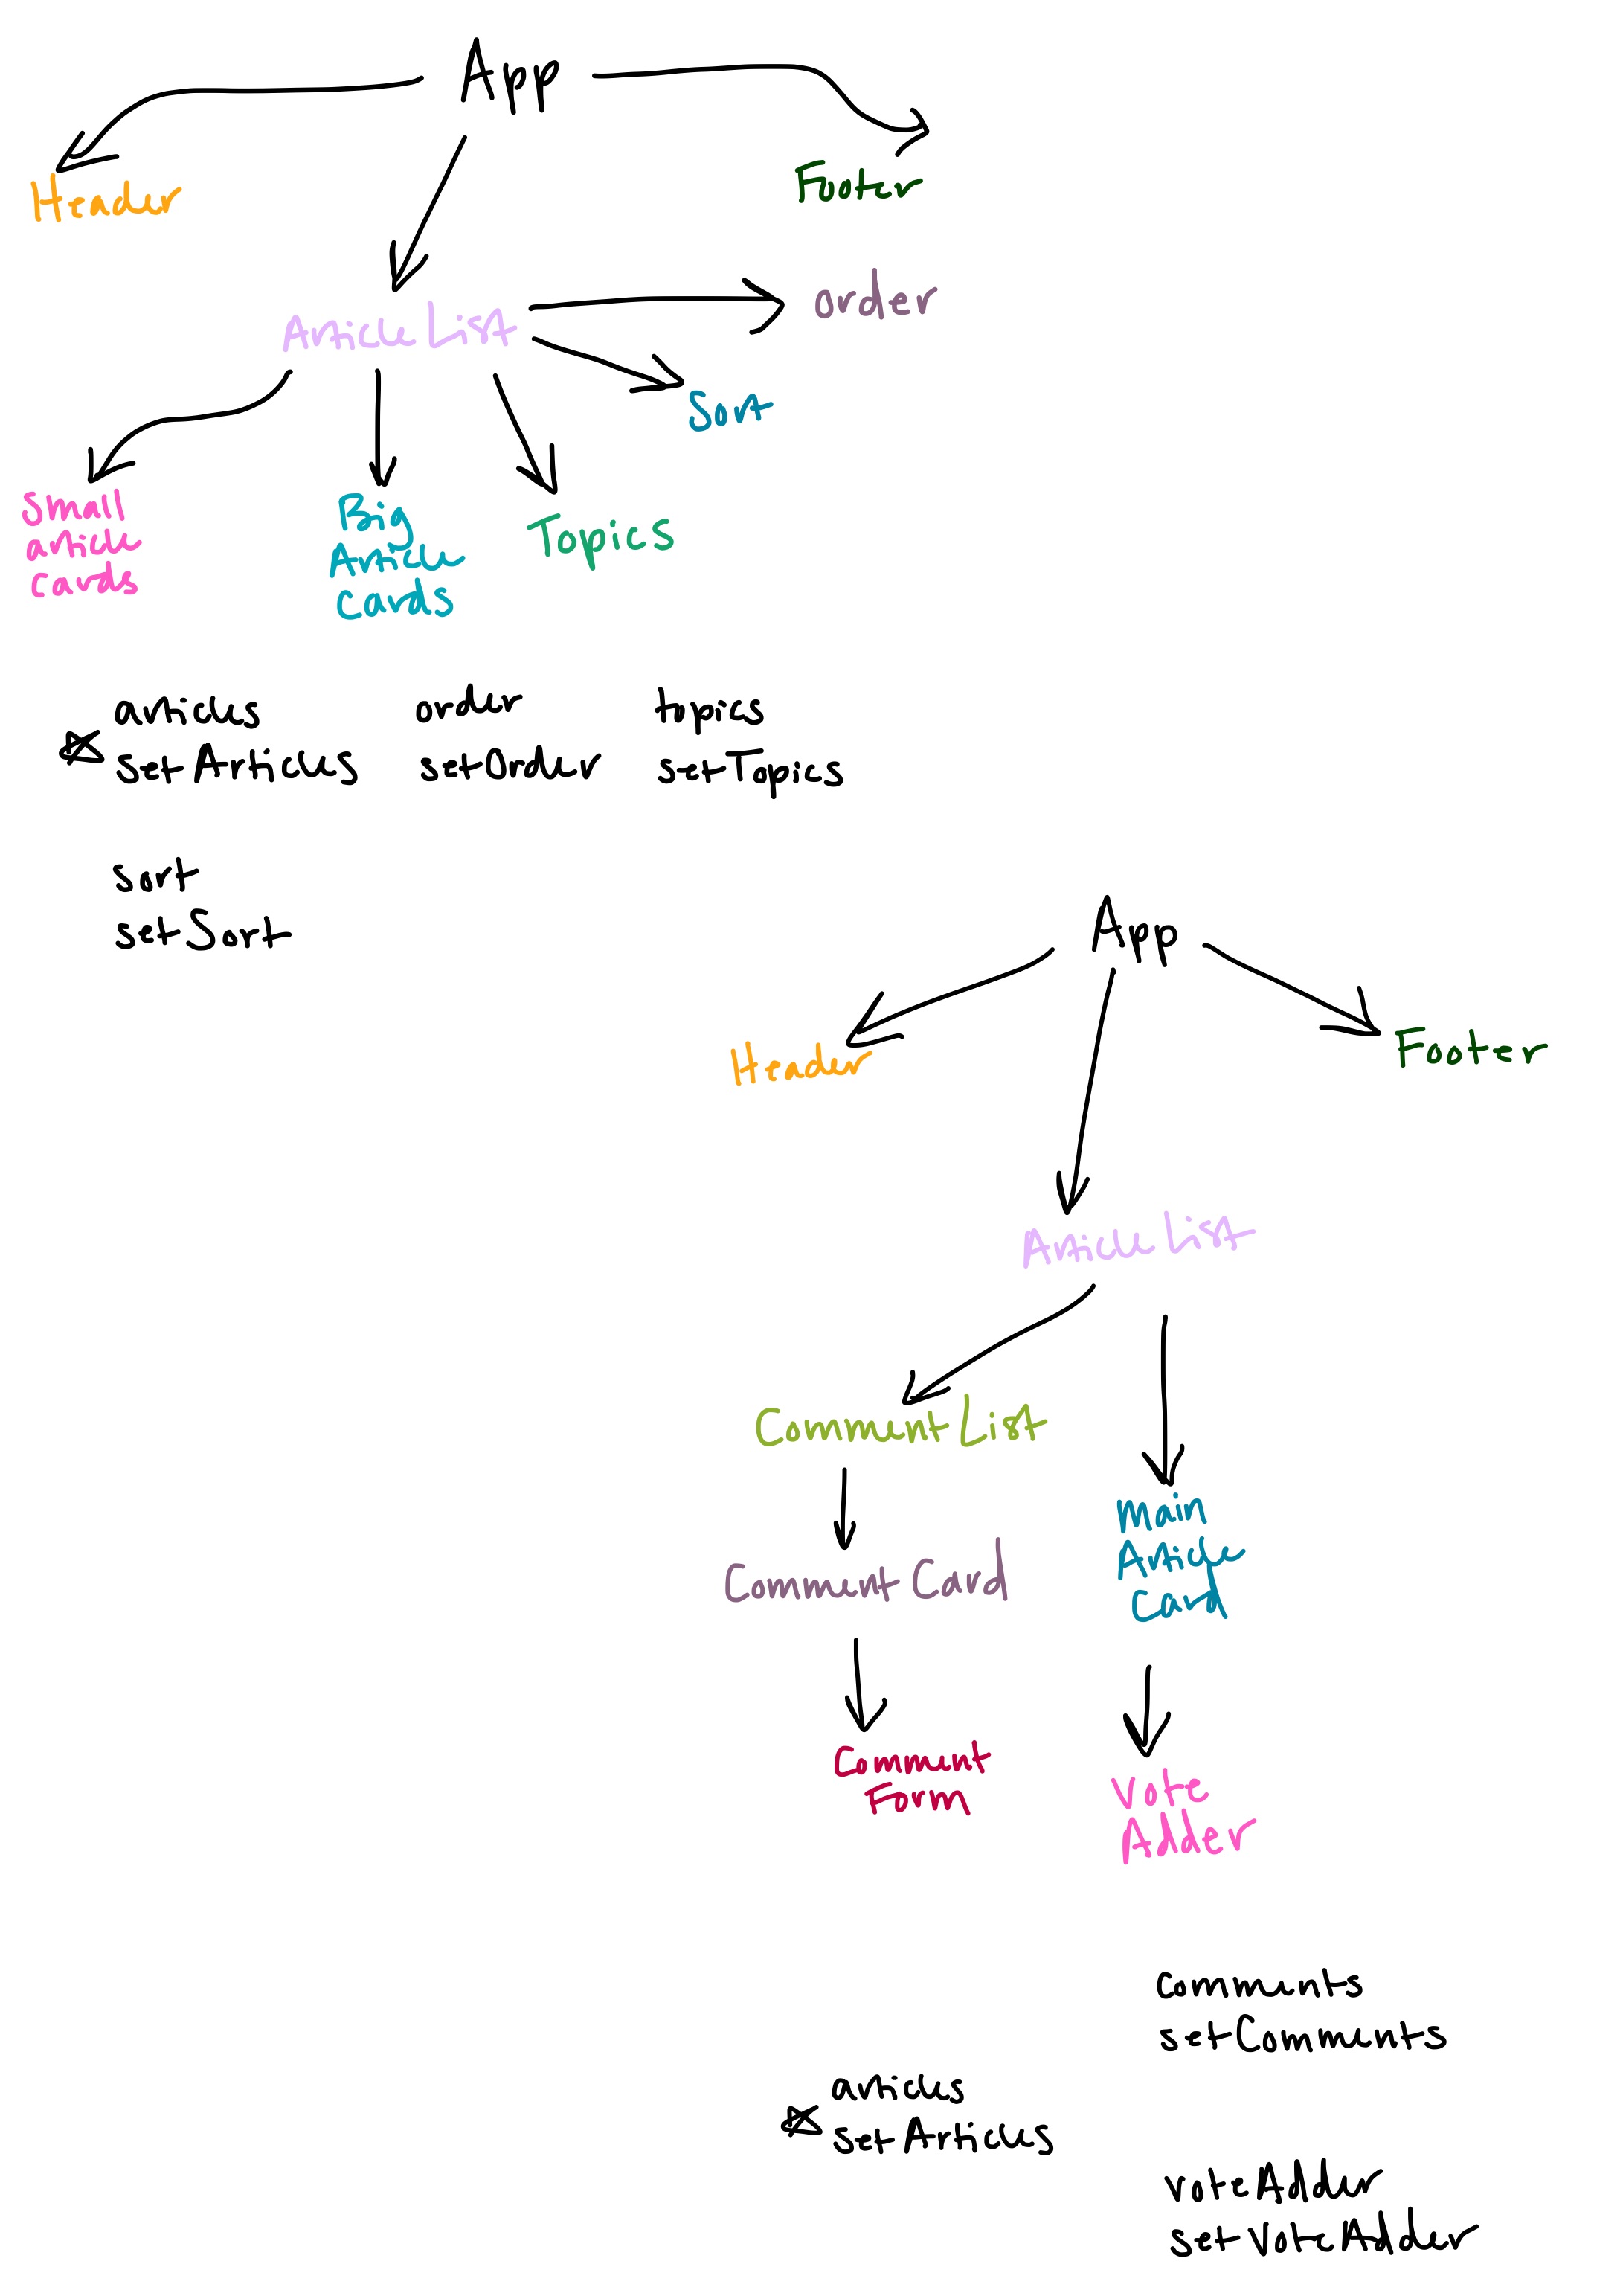 App
Header
Footer
Article List
order
Sort
Small
article
cards
Big
Article
Cards
Topics
articles
setArticles
order
setOrder
topics
setTopics
sort
setSort
App
Header
Footer
Article List
Comment List
Main
Article
Card
Comment Card
Comment
Form
Vote
Adder
Comments
setComments
articles
setArticles
voteAdder
setVoteAdder